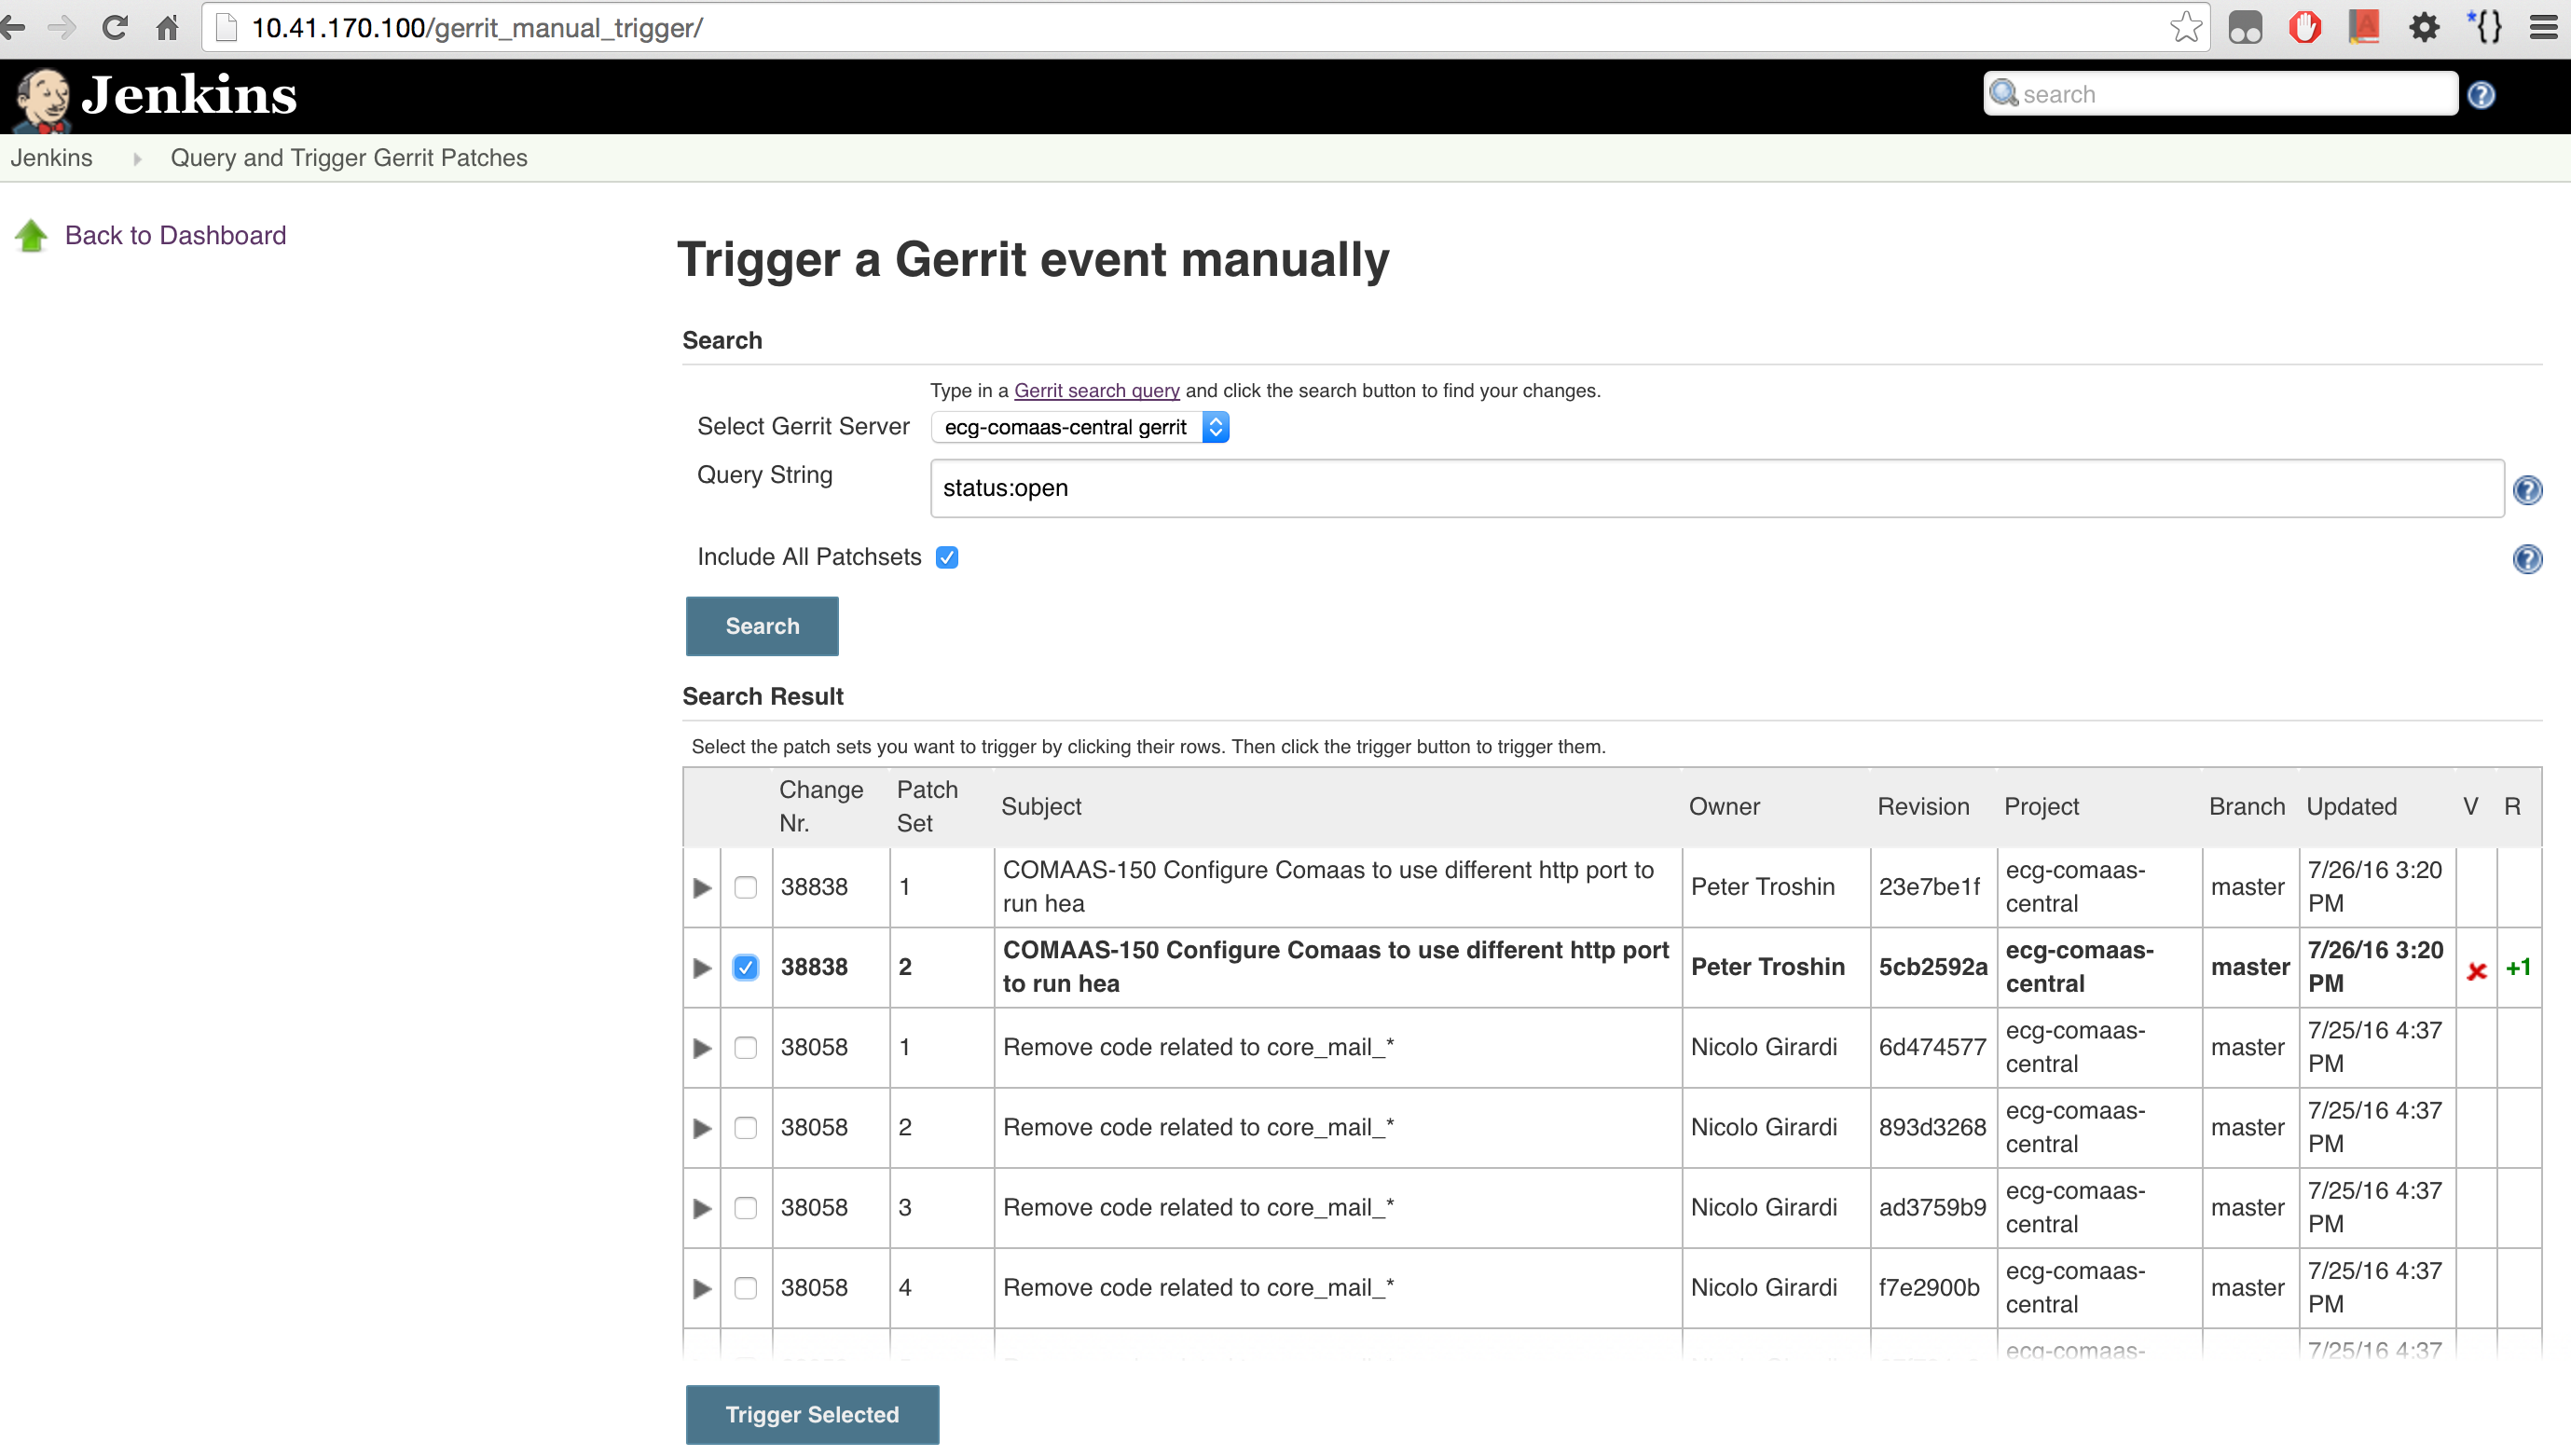 10.41.170.100/gerrit_manual_trigger/
Jenkins
search
Jenkins
Query and Trigger Gerrit Patches
Back to Dashboard
Trigger a Gerrit event manually
Search
Type in a Gerrit search query and click the search button to find your changes.
Select Gerrit Server ecg-comaas-central gerrit
Query String status:open
Include All Patchsets
Search
Search Result
Select the patch sets you want to trigger by clicking their rows. Then click the trigger button to trigger them.
Change Nr. Patch Set Subject Owner Revision Project Branch Updated V R
38838 1 COMAAS-150 Configure Comaas to use different http port to run hea Peter Troshin 23e7be1f ecg-comaas-central master 7/26/16 3:20 PM
38838 2 COMAAS-150 Configure Comaas to use different http port to run hea Peter Troshin 5cb2592a ecg-comaas-central master 7/26/16 3:20 PM +1
38058 1 Remove code related to core_mail_* Nicolo Girardi 6d474577 ecg-comaas-central master 7/25/16 4:37 PM
38058 2 Remove code related to core_mail_* Nicolo Girardi 893d3268 ecg-comaas-central master 7/25/16 4:37 PM
38058 3 Remove code related to core_mail_* Nicolo Girardi ad3759b9 ecg-comaas-central master 7/25/16 4:37 PM
38058 4 Remove code related to core_mail_* Nicolo Girardi f7e2900b ecg-comaas-central master 7/25/16 4:37 PM
ecg-comaas- 7/25/16 4:37
Trigger Selected